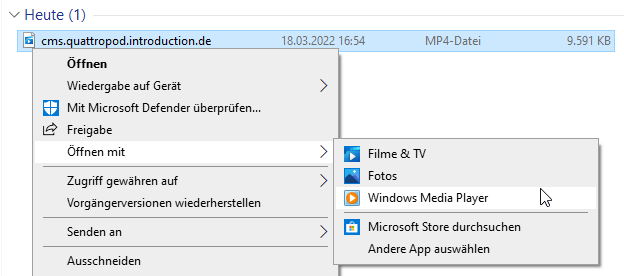 Heute (1)
cms.quattropod.introduction.de 18.03.2022 16:54 MP4-Datei 9.591 KB
Öffnen
Wiedergabe auf Gerät
Mit Microsoft Defender überprüfen...
Freigabe
Öffnen mit
Zugriff gewähren auf
Vorgängerversionen wiederherstellen
Senden an
Ausschneiden
Filme & TV
Fotos
Windows Media Player
Microsoft Store durchsuchen
Andere App auswählen